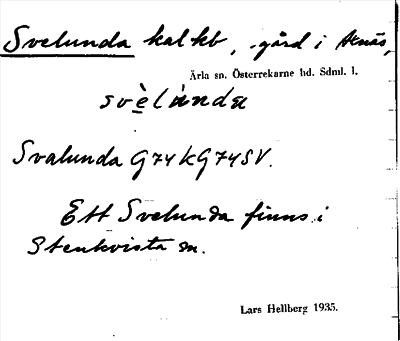 Svelunda kalkb, gård i Aknäs,
Ärla sn. Österrekarne hd. Sdml. l.
svèlúnda
Svalunda G74KG74SV.
Ett Svelunda finns i
Stenkvista sn.
Lars Hellberg 1935.